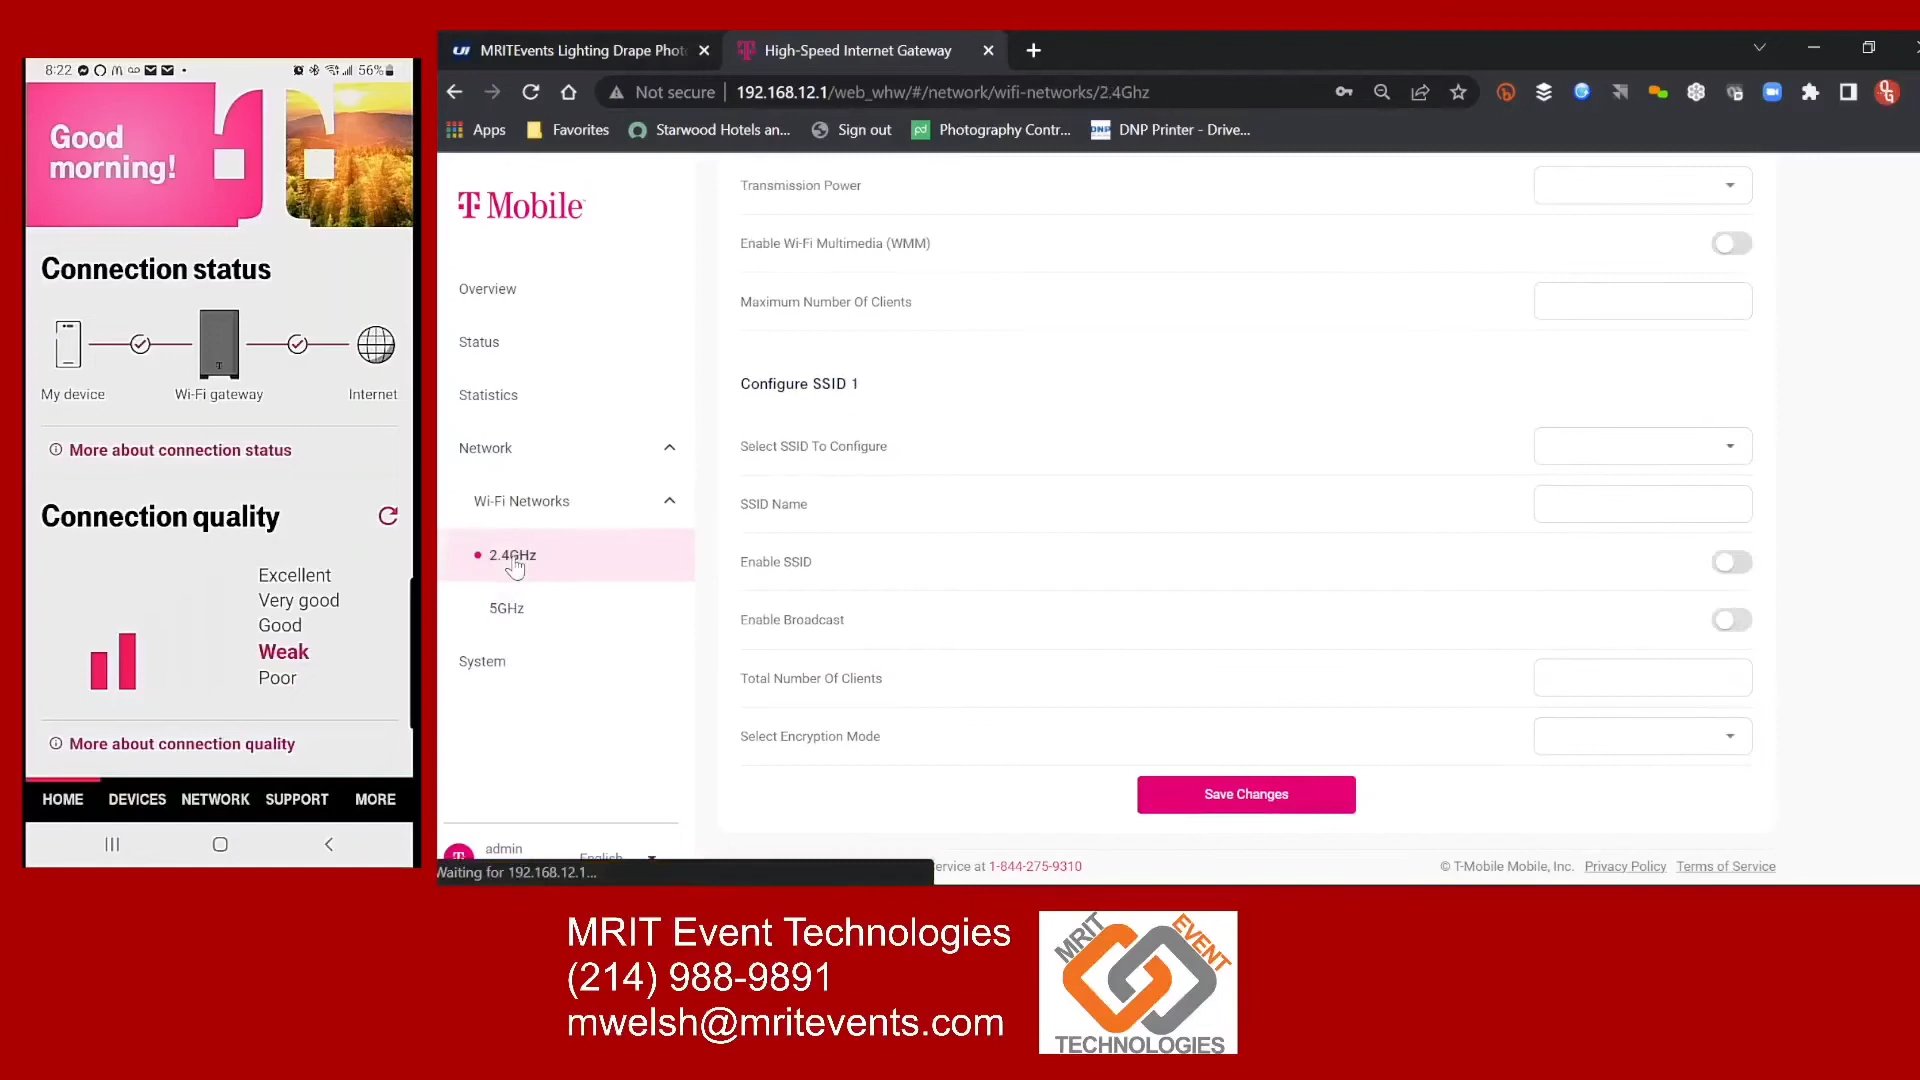 8:22
56%
Good
morning!
Connection status
My device
Wi-Fi gateway
Internet
More about connection status
Connection quality
Excellent
Very good
Good
Weak
Poor
More about connection quality
HOME
DEVICES
NETWORK
SUPPORT
MORE
MRITEvents Lighting Drape Phot
High-Speed Internet Gateway
Not secure
192.168.12.1/web_whw/#/network/wifi-networks/2.4Ghz
Apps
Favorites
Starwood Hotels an...
Sign out
Photography Contr...
DNP Printer - Drive...
T Mobile
Overview
Status
Statistics
Network
Wi-Fi Networks
2.4GHz
5GHz
System
admin
English
Waiting for 192.168.12.1...
Transmission Power
Enable Wi-Fi Multimedia (WMM)
Maximum Number Of Clients
Configure SSID 1
Select SSID To Configure
SSID Name
Enable SSID
Enable Broadcast
Total Number Of Clients
Select Encryption Mode
Save Changes
ervice at 1-844-275-9310
© T-Mobile Mobile, Inc.
Privacy Policy
Terms of Service
MRIT Event Technologies
(214) 988-9891
mwelsh@mritevents.com
MRIT
EVENT
TECHNOLOGIES